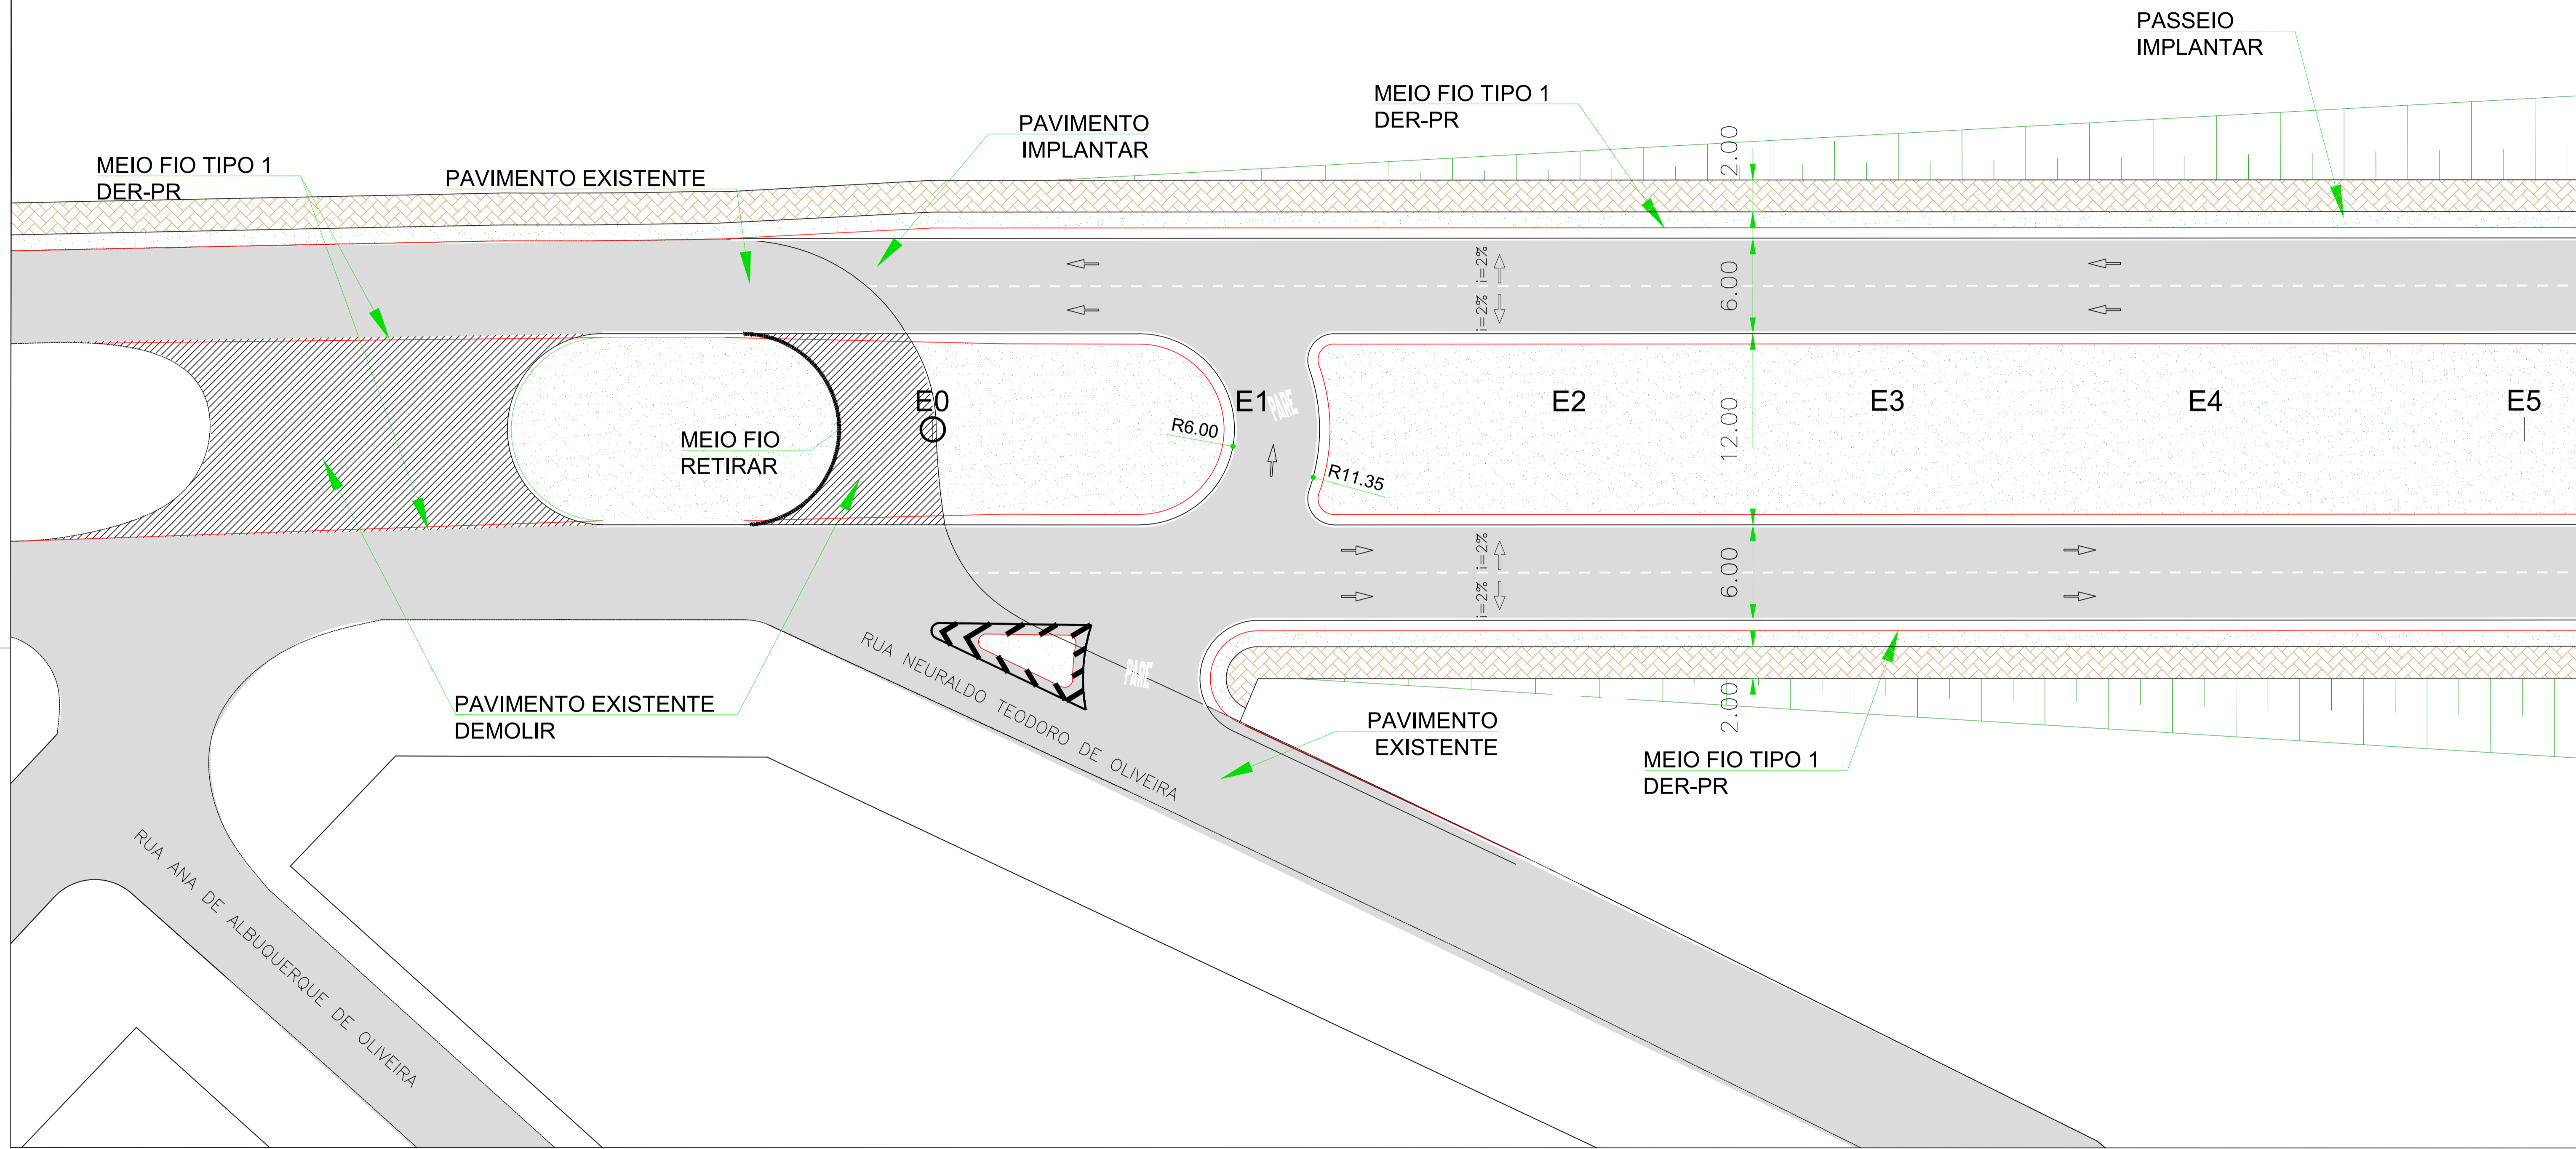 PASSEIO
IMPLANTAR
MEIO FIO TIPO 1
DER-PR
PAVIMENTO
IMPLANTAR
MEIO FIO TIPO 1
DER-PR
PAVIMENTO EXISTENTE
2.00
i=2%
i=2%
6.00
E0
E1
PARE
E2
E3
E4
E5
R6.00
MEIO FIO
RETIRAR
12.00
R11.35
i=2%
i=2%
6.00
RUA NEURALDO TEODORO DE OLIVEIRA
PARE
2.00
PAVIMENTO EXISTENTE
DEMOLIR
PAVIMENTO
EXISTENTE
MEIO FIO TIPO 1
DER-PR
RUA ANA DE ALBUQUERQUE DE OLIVEIRA